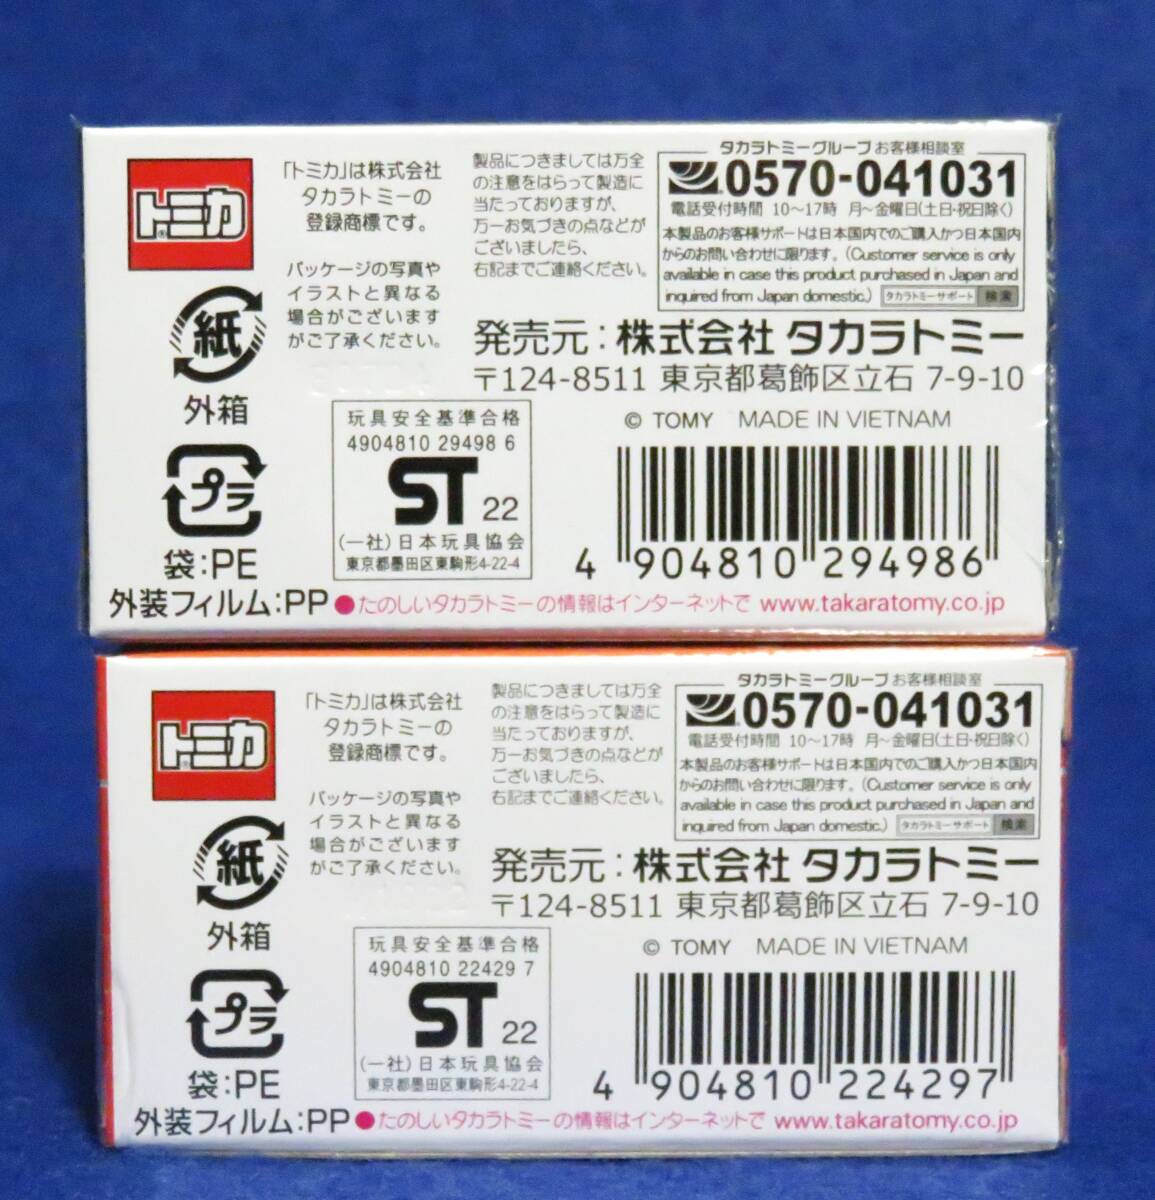 トミカ
®
「トミカ」は株式会社
タカラトミーの
登録商標です。
パッケージの写真や
イラストと異なる
場合がございます
がご了承ください。
製品につきましては万全
の注意をはらって製造に
当たっておりますが、
万一お気づきの点などが
ございましたら、
右記までご連絡ください。
タカラトミーグループ お客様相談室
0570-041031
電話受付時間 10～17時 月～金曜日(土日・祝日除く)
本製品のお客様サポートは日本国内でのご購入かつ日本国内
からのお問い合わせに限ります。(Customer service is only
available in case this product purchased in Japan and
inquired from Japan domestic.) タカラトミーサポート 検索
発売元：株式会社 タカラトミー
〒124-8511 東京都葛飾区立石 7-9-10
© TOMY MADE IN VIETNAM
紙
外箱
プラ
袋:PE
外装フィルム:PP
玩具安全基準合格
4904810 29498 6
ST 22
(一社)日本玩具協会
東京都墨田区東駒形4-22-4
4 904810 294986
●たのしいタカラトミーの情報はインターネットで www.takaratomy.co.jp
トミカ
®
「トミカ」は株式会社
タカラトミーの
登録商標です。
パッケージの写真や
イラストと異なる
場合がございます
がご了承ください。
製品につきましては万全
の注意をはらって製造に
当たっておりますが、
万一お気づきの点などが
ございましたら、
右記までご連絡ください。
タカラトミーグループ お客様相談室
0570-041031
電話受付時間 10～17時 月～金曜日(土日・祝日除く)
本製品のお客様サポートは日本国内でのご購入かつ日本国内
からのお問い合わせに限ります。(Customer service is only
available in case this product purchased in Japan and
inquired from Japan domestic.) タカラトミーサポート 検索
発売元：株式会社 タカラトミー
〒124-8511 東京都葛飾区立石 7-9-10
© TOMY MADE IN VIETNAM
紙
外箱
プラ
袋:PE
外装フィルム:PP
玩具安全基準合格
4904810 22429 7
ST 22
(一社)日本玩具協会
東京都墨田区東駒形4-22-4
4 904810 224297
●たのしいタカラトミーの情報はインターネットで www.takaratomy.co.jp